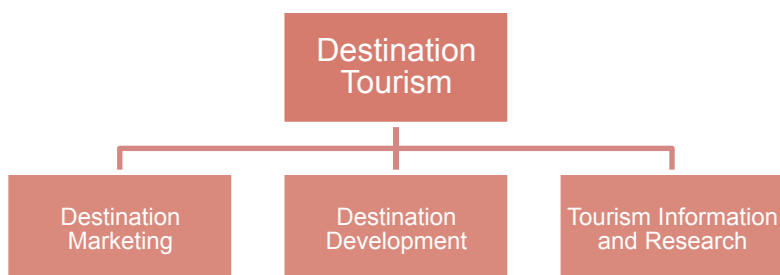 Destination
Tourism
Destination
Marketing
Destination
Development
Tourism Information
and Research